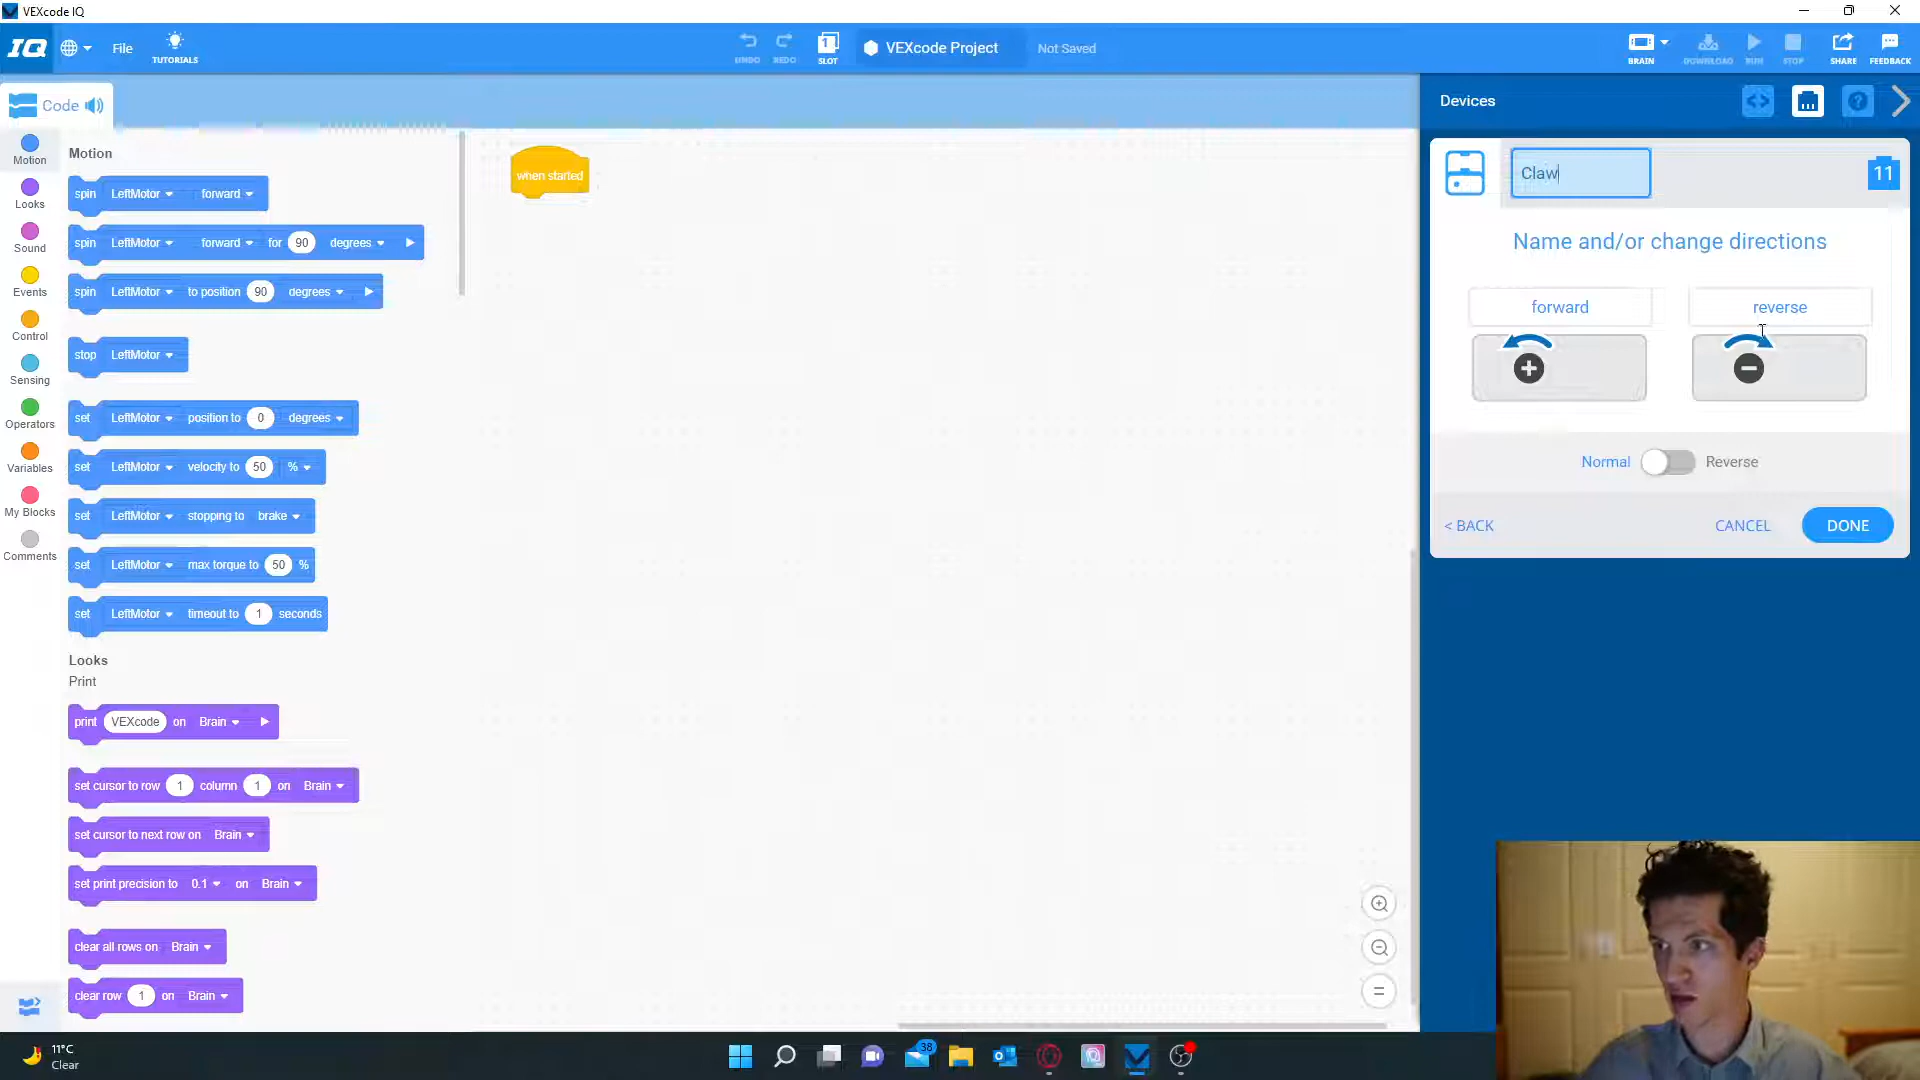 VEXcode IQ
IQ File TUTORIALS UNDO REDO 1 SLOT VEXcode Project Not Saved BRAIN DOWNLOAD RUN STOP SHARE FEEDBACK
Code
Devices
Motion
Looks
Sound
Events
Control
Sensing
Operators
Variables
My Blocks
Comments
Motion
spin LeftMotor forward
spin LeftMotor forward for 90 degrees
spin LeftMotor to position 90 degrees
stop LeftMotor
set LeftMotor position to 0 degrees
set LeftMotor velocity to 50 %
set LeftMotor stopping to brake
set LeftMotor max torque to 50 %
set LeftMotor timeout to 1 seconds
Looks
Print
print VEXcode on Brain
set cursor to row 1 column 1 on Brain
set cursor to next row on Brain
set print precision to 0.1 on Brain
clear all rows on Brain
clear row 1 on Brain
when started
Claw 11
Name and/or change directions
forward reverse
Normal Reverse
< BACK CANCEL DONE
11°C
Clear
38